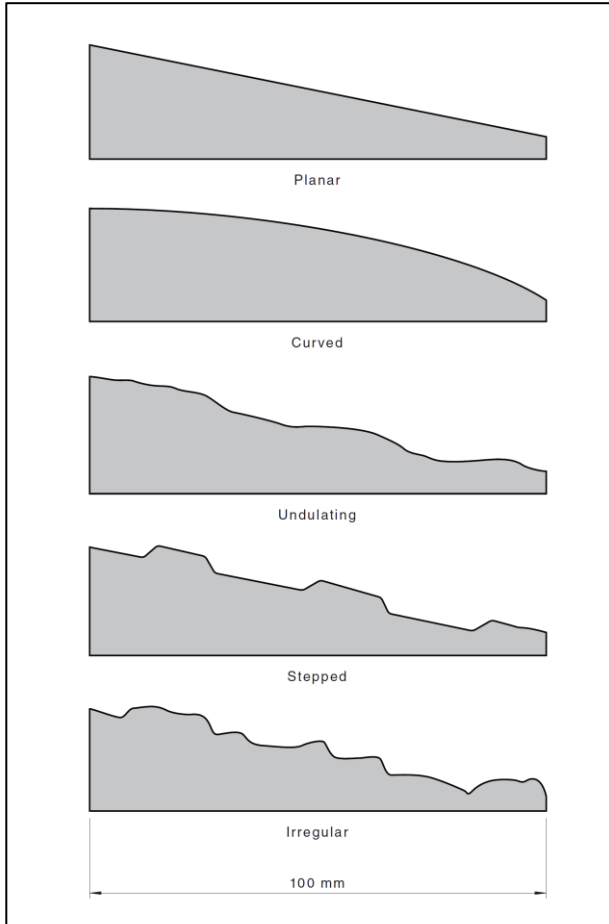 Planar
Curved
Undulating
Stepped
Irregular
100 mm